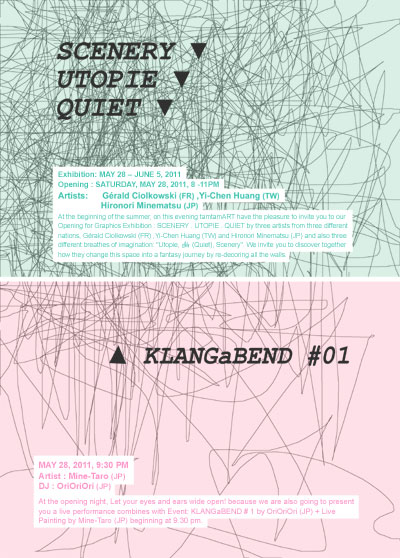 SCENERY ▼
UTOPIE ▼
QUIET ▼
Exhibition: MAY 28 – JUNE 5, 2011
Opening : SATURDAY, MAY 28, 2011, 8 -11PM
Artists: Gérald Ciolkowski (FR) ,Yi-Chen Huang (TW)
Hironori Minematsu (JP)
At the beginning of the summer, on this evening tamtamART have the pleasure to invite you to our
Opening for Graphics Exhibition : SCENERY . UTOPIE . QUIET by three artists from three different
nations, Gérald Ciolkowski (FR) ,Yi-Chen Huang (TW) and Hironori Minematsu (JP) and also three
different breathes of imagination: "Utopie, (Quiet), Scenery". We invite you to discover together
how they change this space into a fantasy journey by re-decoring all the walls.
▲ KLANGaBEND #01
MAY 28, 2011, 9:30 PM
Artist : Mine-Taro (JP)
DJ : OriOriOri (JP)
At the opening night, Let your eyes and ears wide open! because we are also going to present
you a live performance combines with Event: KLANGaBEND # 1 by OriOriOri (JP) + Live
Painting by Mine-Taro (JP) beginning at 9:30 pm.